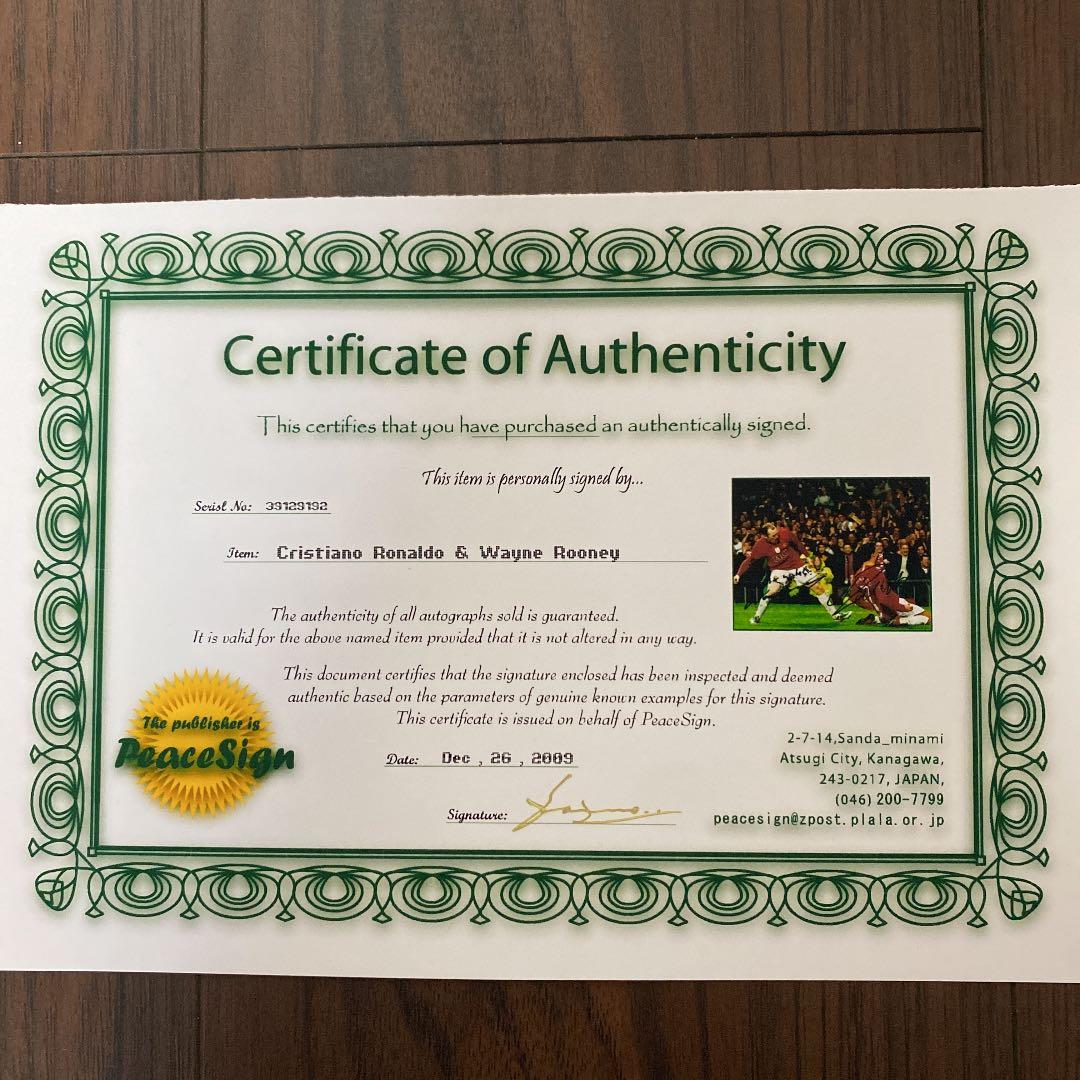 Certificate of Authenticity
This certifies that you have purchased an authentically signed.
This item is personally signed by...
Serisl No: 39129192
Item: Cristiano Ronaldo & Wayne Rooney
The authenticity of all autographs sold is guaranteed.
It is valid for the above named item provided that it is not altered in any way.
This document certifies that the signature enclosed has been inspected and deemed
authentic based on the parameters of genuine known examples for this signature.
This certificate is issued on behalf of PeaceSign.
The publisher is
PeaceSign
Date: Dec , 26 , 2009
Signature:
2-7-14,Sanda_minami
Atsugi City, Kanagawa,
243-0217, JAPAN,
(046) 200-7799
peacesign@zpost.plala.or.jp